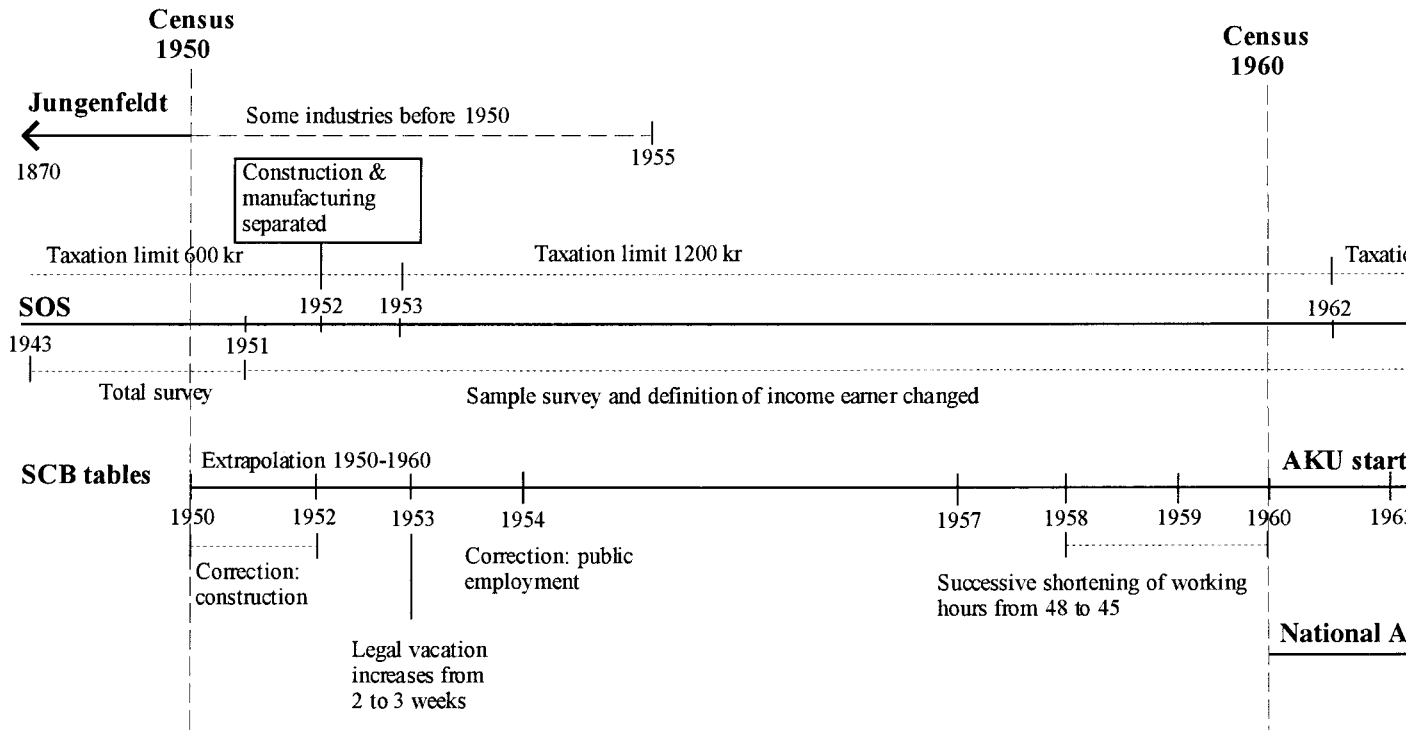 Census
1950
Census
1960
Jungenfeldt
Some industries before 1950
1870
1955
Construction &
manufacturing
separated
Taxation limit 600 kr
Taxation limit 1200 kr
1952
1953
SOS
1962
1943
1951
Total survey
Sample survey and definition of income earner changed
SCB tables
Extrapolation 1950-1960
AKU start
1950
1952
1953
1954
1957
1958
1959
1960
Correction:
construction
Correction: public
employment
Successive shortening of working
hours from 48 to 45
National A
Legal vacation
increases from
2 to 3 weeks